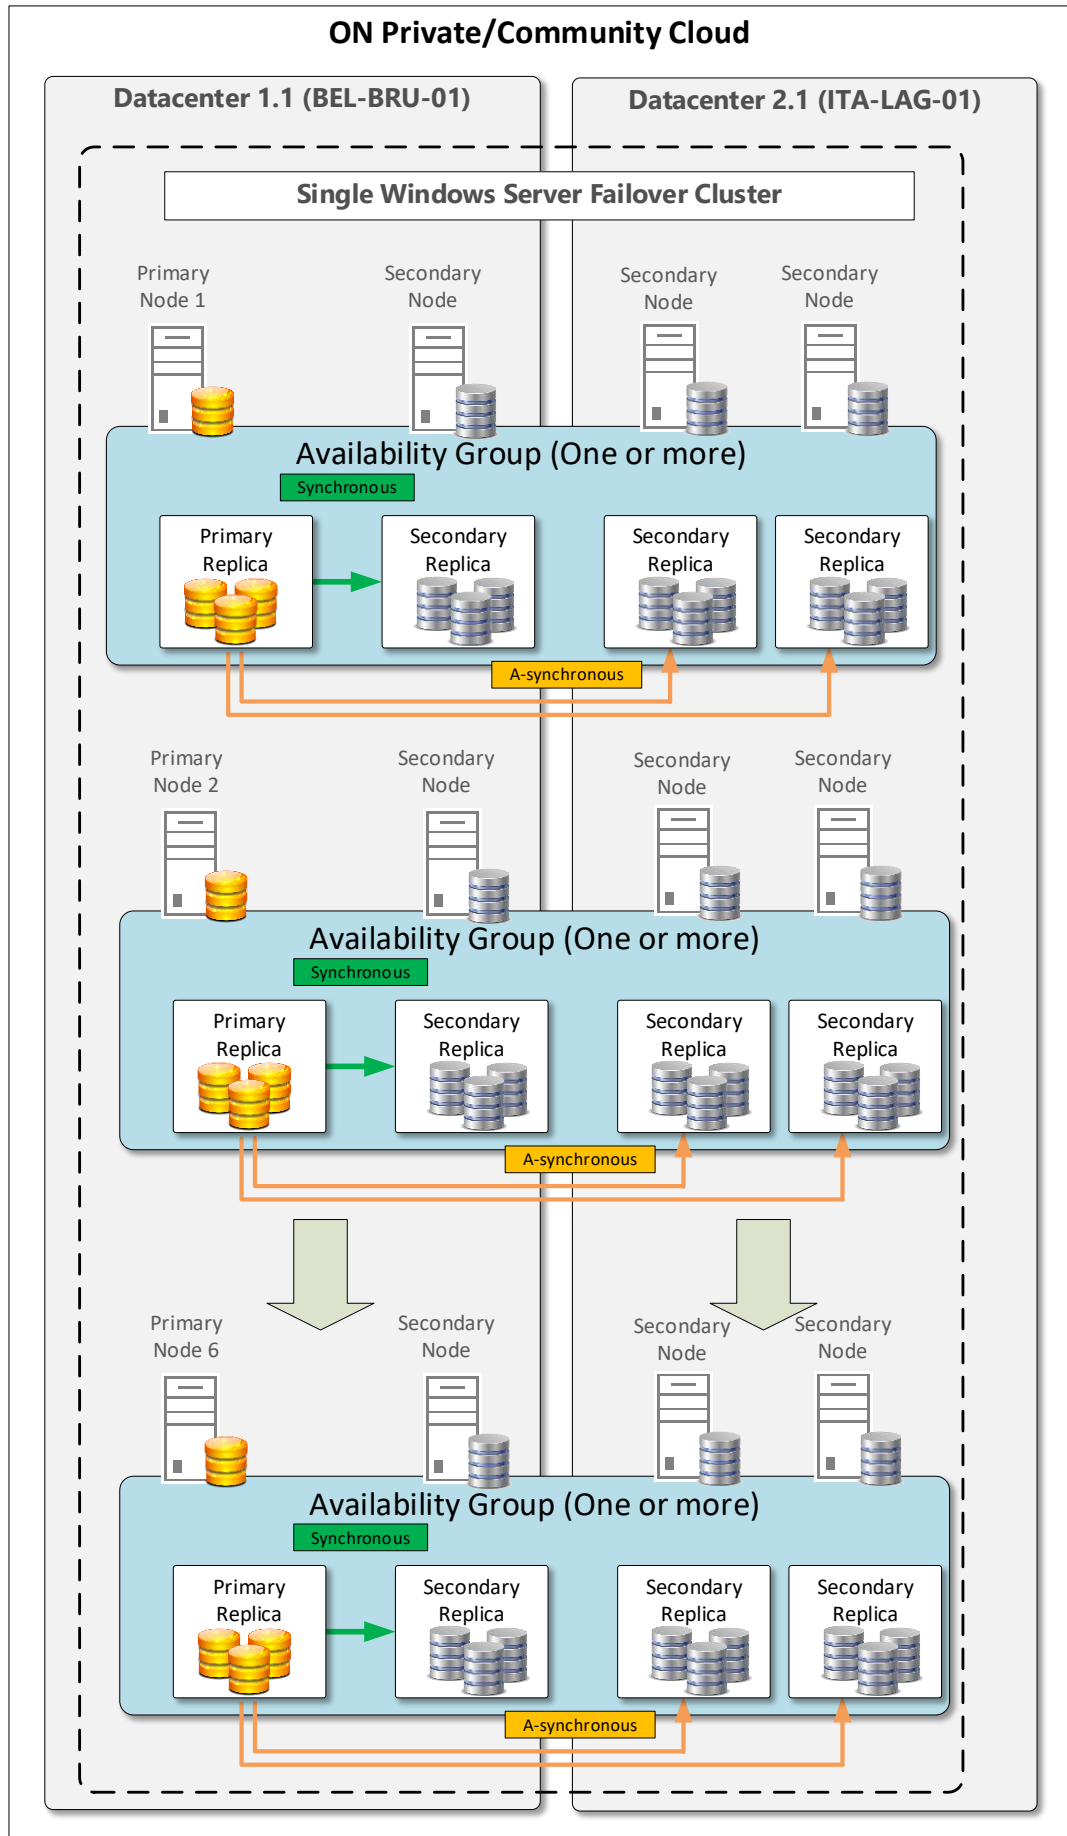 ON Private/Community Cloud
Datacenter 1.1 (BEL-BRU-01)
Datacenter 2.1 (ITA-LAG-01)
Single Windows Server Failover Cluster
Primary
Node 1
Secondary
Node
Secondary
Node
Secondary
Node
Availability Group (One or more)
Synchronous
Primary
Replica
Secondary
Replica
Secondary
Replica
Secondary
Replica
A-synchronous
Primary
Node 2
Secondary
Node
Secondary
Node
Secondary
Node
Availability Group (One or more)
Synchronous
Primary
Replica
Secondary
Replica
Secondary
Replica
Secondary
Replica
A-synchronous
Primary
Node 6
Secondary
Node
Secondary
Node
Secondary
Node
Availability Group (One or more)
Synchronous
Primary
Replica
Secondary
Replica
Secondary
Replica
Secondary
Replica
A-synchronous